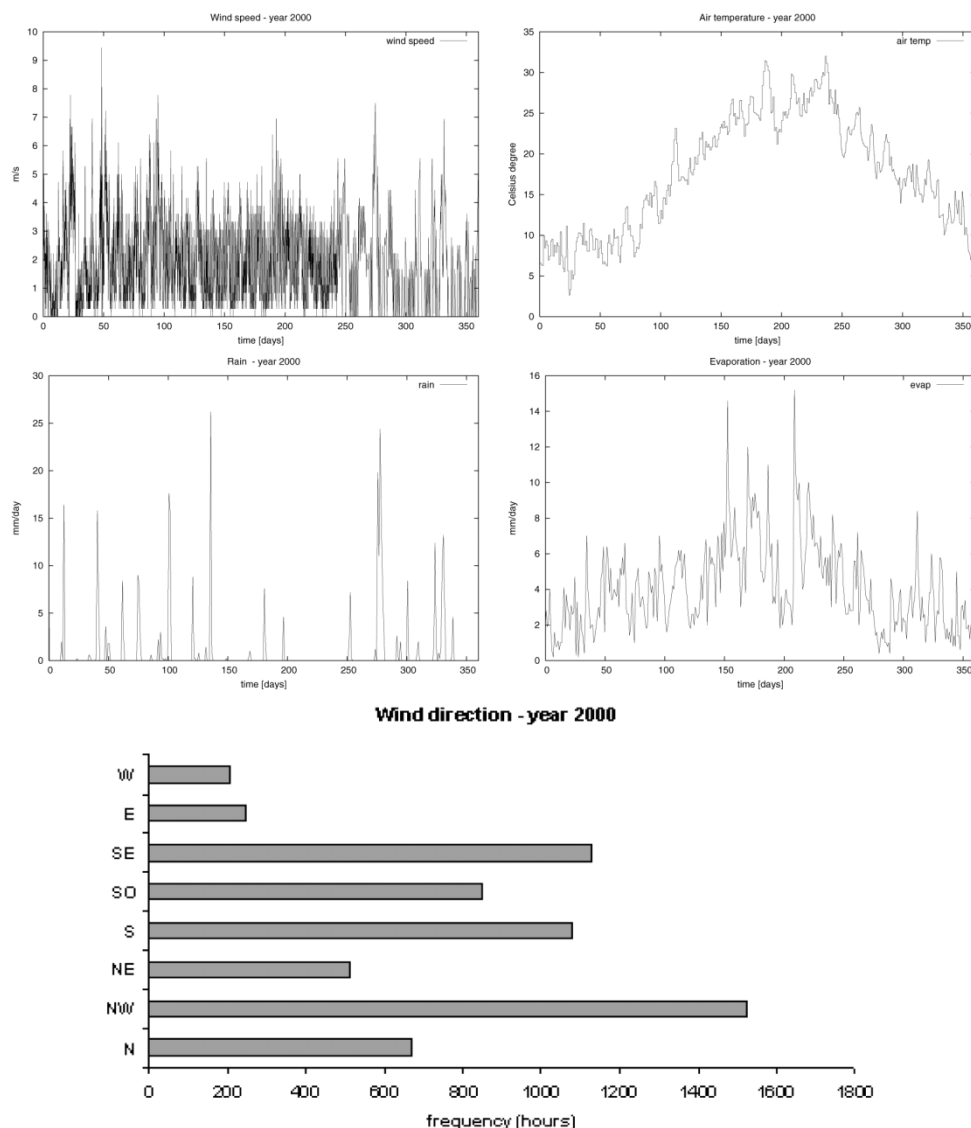 Wind speed - year 2000
wind speed
10
9
8
7
6
5
4
3
2
1
0
m/s
0 50 100 150 200 250 300 350
time [days]
Air temperature - year 2000
air temp
35
30
25
20
15
10
5
0
Celsius degree
0 50 100 150 200 250 300 350
time [days]
Rain - year 2000
rain
30
25
20
15
10
5
0
mm/day
0 50 100 150 200 250 300 350
time [days]
Evaporation - year 2000
evap
16
14
12
10
8
6
4
2
0
mm/day
0 50 100 150 200 250 300 350
time [days]
Wind direction - year 2000
W
E
SE
SO
S
NE
NW
N
0 200 400 600 800 1000 1200 1400 1600 1800
frequency (hours)